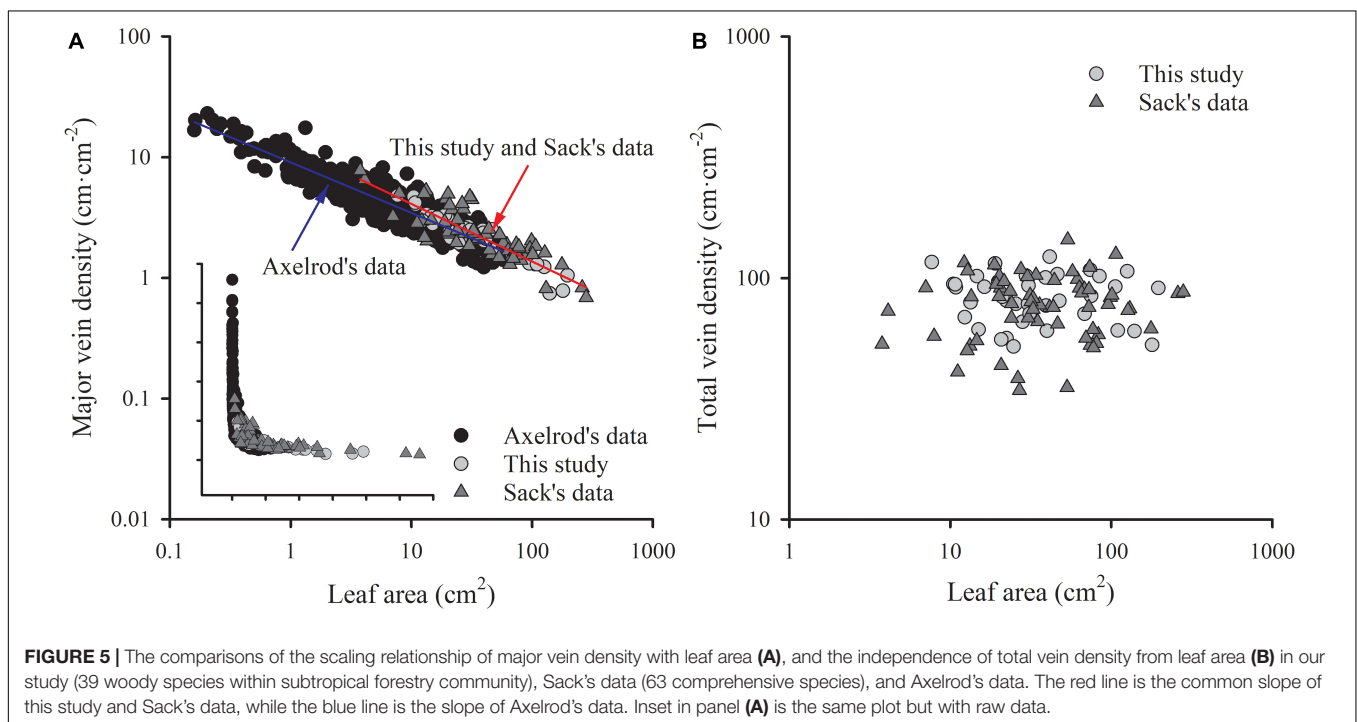 A
100
10
1
0.1
0.01
Major vein density (cm·cm⁻²)
This study and Sack's data
Axelrod's data
Axelrod's data
This study
Sack's data
0.1 1 10 100 1000
Leaf area (cm²)
B
1000
100
10
Total vein density (cm·cm⁻²)
This study
Sack's data
1 10 100 1000
Leaf area (cm²)
FIGURE 5 | The comparisons of the scaling relationship of major vein density with leaf area (A), and the independence of total vein density from leaf area (B) in our
study (39 woody species within subtropical forestry community), Sack's data (63 comprehensive species), and Axelrod's data. The red line is the common slope of
this study and Sack's data, while the blue line is the slope of Axelrod's data. Inset in panel (A) is the same plot but with raw data.